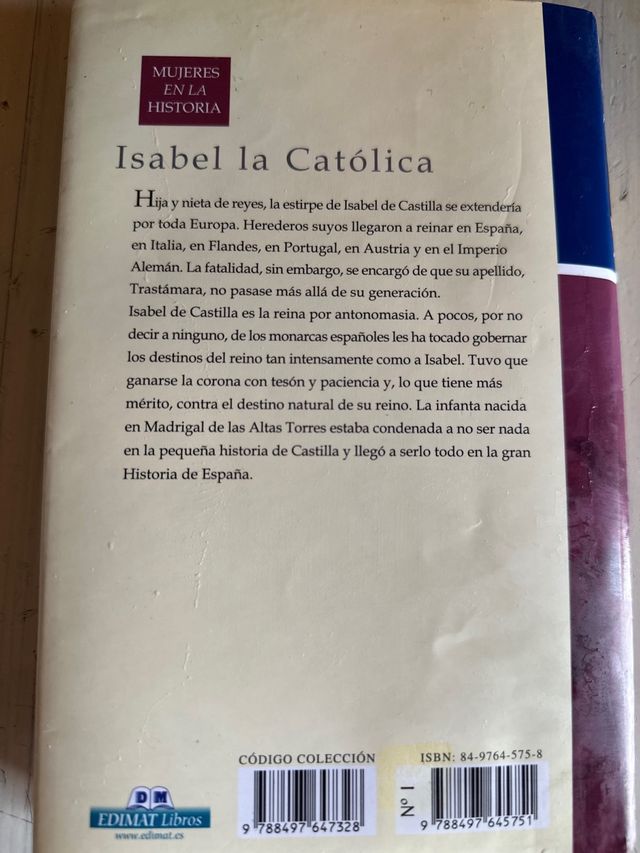 MUJERES
EN LA
HISTORIA
Isabel la Católica
Hija y nieta de reyes, la estirpe de Isabel de Castilla se extendería
por toda Europa. Herederos suyos llegaron a reinar en España,
en Italia, en Flandes, en Portugal, en Austria y en el Imperio
Alemán. La fatalidad, sin embargo, se encargó de que su apellido,
Trastámara, no pasase más allá de su generación.
Isabel de Castilla es la reina por antonomasia. A pocos, por no
decir a ninguno, de los monarcas españoles les ha tocado gobernar
los destinos del reino tan intensamente como a Isabel. Tuvo que
ganarse la corona con tesón y paciencia y, lo que tiene más
mérito, contra el destino natural de su reino. La infanta nacida
en Madrigal de las Altas Torres estaba condenada a no ser nada
en la pequeña historia de Castilla y llegó a serlo todo en la gran
Historia de España.
DM
EDIMAT Libros
www.edimat.es
CÓDIGO COLECCIÓN
9 788497 647328
Nº 1
ISBN: 84-9764-575-8
9 788497 645751